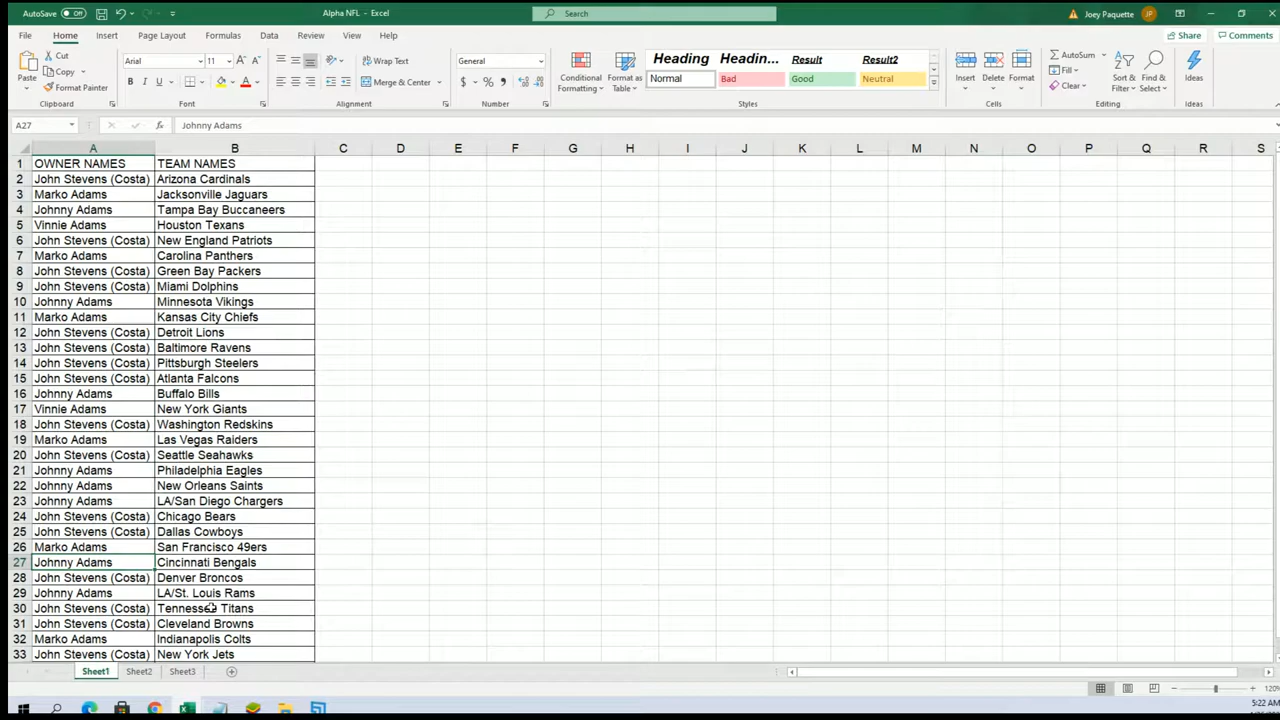 AutoSave Off Alpha NFL - Excel Search Joey Paquette JP
File Home Insert Page Layout Formulas Data Review View Help Share Comments
Cut Arial 11 Wrap Text General Heading Headin... Result Result2 AutoSum
Paste Copy Conditional Format as Normal Bad Good Neutral Insert Delete Format Fill Sort & Find & Ideas
Format Painter B I U A Merge & Center $ % Formatting Table Clear Filter Select
Clipboard Font Alignment Number Styles Cells Editing Ideas
A27 fx Johnny Adams
A B C D E F G H I J K L M N O P Q R S
1 OWNER NAMES TEAM NAMES
2 John Stevens (Costa) Arizona Cardinals
3 Marko Adams Jacksonville Jaguars
4 Johnny Adams Tampa Bay Buccaneers
5 Vinnie Adams Houston Texans
6 John Stevens (Costa) New England Patriots
7 Marko Adams Carolina Panthers
8 John Stevens (Costa) Green Bay Packers
9 John Stevens (Costa) Miami Dolphins
10 Johnny Adams Minnesota Vikings
11 Marko Adams Kansas City Chiefs
12 John Stevens (Costa) Detroit Lions
13 John Stevens (Costa) Baltimore Ravens
14 John Stevens (Costa) Pittsburgh Steelers
15 John Stevens (Costa) Atlanta Falcons
16 Johnny Adams Buffalo Bills
17 Vinnie Adams New York Giants
18 John Stevens (Costa) Washington Redskins
19 Marko Adams Las Vegas Raiders
20 John Stevens (Costa) Seattle Seahawks
21 Johnny Adams Philadelphia Eagles
22 Johnny Adams New Orleans Saints
23 Johnny Adams LA/San Diego Chargers
24 John Stevens (Costa) Chicago Bears
25 John Stevens (Costa) Dallas Cowboys
26 Marko Adams San Francisco 49ers
27 Johnny Adams Cincinnati Bengals
28 John Stevens (Costa) Denver Broncos
29 Johnny Adams LA/St. Louis Rams
30 John Stevens (Costa) Tennessee Titans
31 John Stevens (Costa) Cleveland Browns
32 Marko Adams Indianapolis Colts
33 John Stevens (Costa) New York Jets
Sheet1 Sheet2 Sheet3
120%
5:22 AM